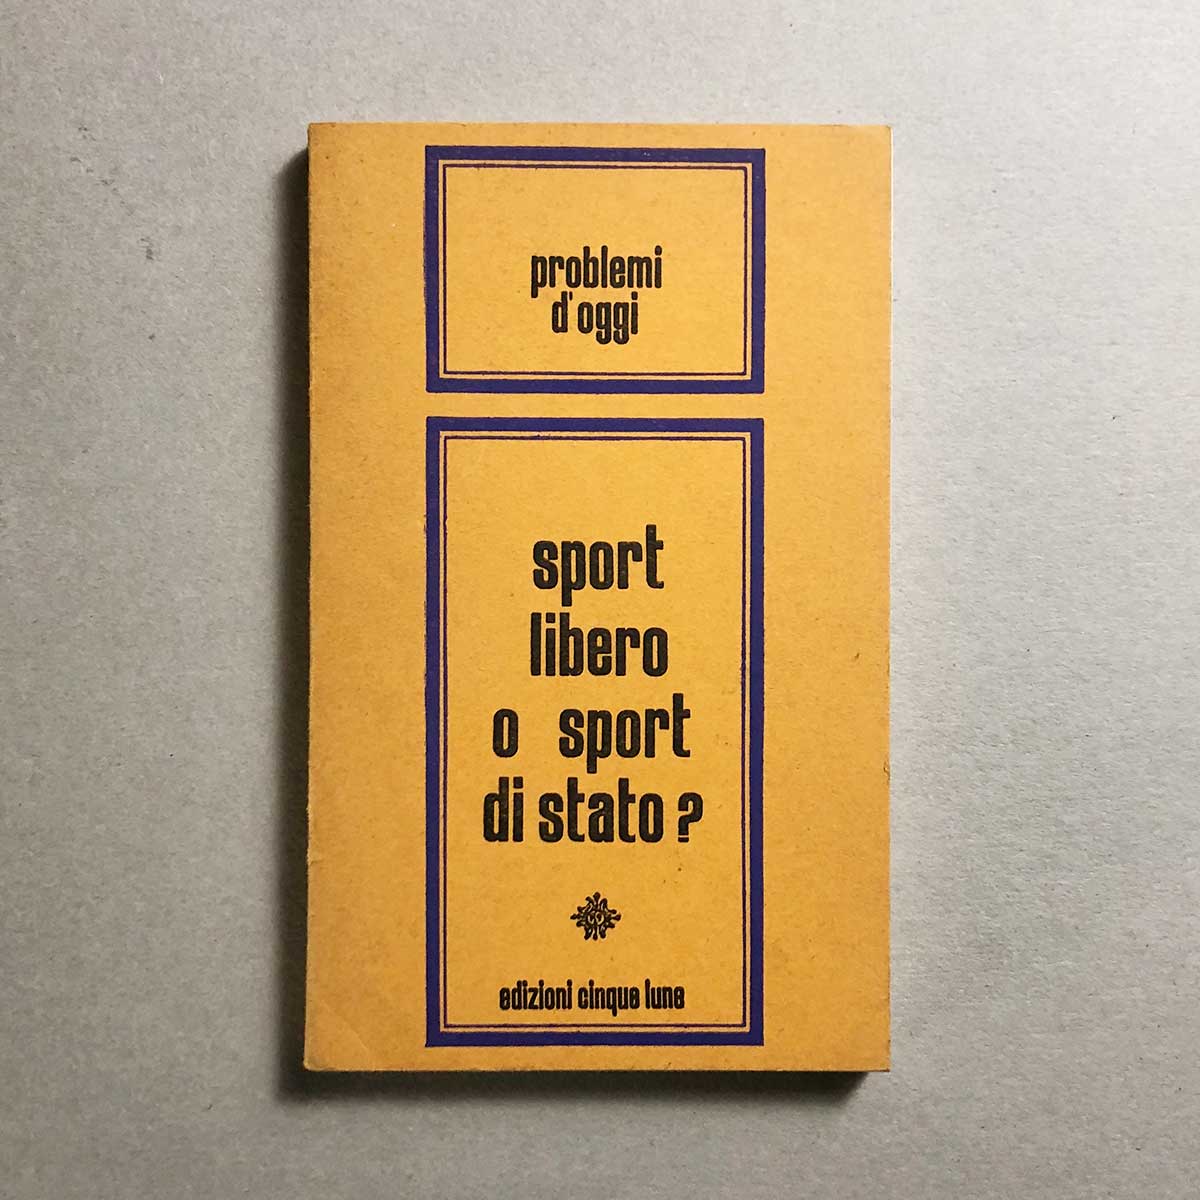 problemi
d'oggi
sport
libero
o sport
di stato?
edizioni cinque lune